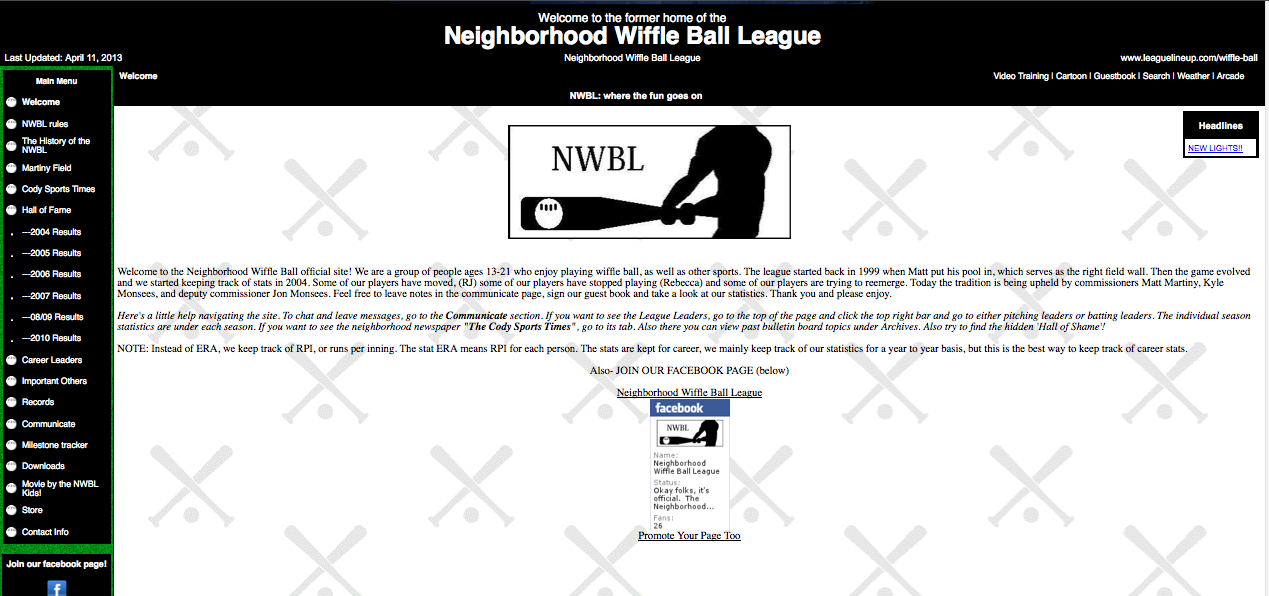 Welcome to the former home of the
Neighborhood Wiffle Ball League
Last Updated: April 11, 2013
Neighborhood Wiffle Ball League
www.leaguelineup.com/wiffle-ball
Main Menu
Welcome
NWBL rules
The History of the
NWBL
Martiny Field
Cody Sports Times
Hall of Fame
---2004 Results
---2005 Results
---2006 Results
---2007 Results
---08/09 Results
---2010 Results
Career Leaders
Important Others
Records
Communicate
Milestone tracker
Downloads
Movie by the NWBL
Kids!
Store
Contact Info
Join our facebook page!
f
Welcome
Video Training | Cartoon | Guestbook | Search | Weather | Arcade
NWBL: where the fun goes on
Headlines
NEW LIGHTS!!
NWBL
Welcome to the Neighborhood Wiffle Ball official site! We are a group of people ages 13-21 who enjoy playing wiffle ball, as well as other sports. The league started back in 1999 when Matt put his pool in, which serves as the right field wall. Then the game evolved
and we started keeping track of stats in 2004. Some of our players have moved, (RJ) some of our players have stopped playing (Rebecca) and some of our players are trying to reemerge. Today the tradition is being upheld by commissioners Matt Martiny, Kyle
Monsees, and deputy commissioner Jon Monsees. Feel free to leave notes in the communicate page, sign our guest book and take a look at our statistics. Thank you and please enjoy.
Here's a little help navigating the site. To chat and leave messages, go to the Communicate section. If you want to see the League Leaders, go to the top of the page and click the top right bar and go to either pitching leaders or batting leaders. The individual season
statistics are under each season. If you want to see the neighborhood newspaper "The Cody Sports Times" , go to its tab. Also there you can view past bulletin board topics under Archives. Also try to find the hidden 'Hall of Shame'!
NOTE: Instead of ERA, we keep track of RPI, or runs per inning. The stat ERA means RPI for each person. The stats are kept for career, we mainly keep track of our statistics for a year to year basis, but this is the best way to keep track of career stats.
Also- JOIN OUR FACEBOOK PAGE (below)
Neighborhood Wiffle Ball League
facebook
NWBL
Name:
Neighborhood
Wiffle Ball League
Status:
Okay folks, it's
official. The
Neighborhood...
Fans:
26
Promote Your Page Too